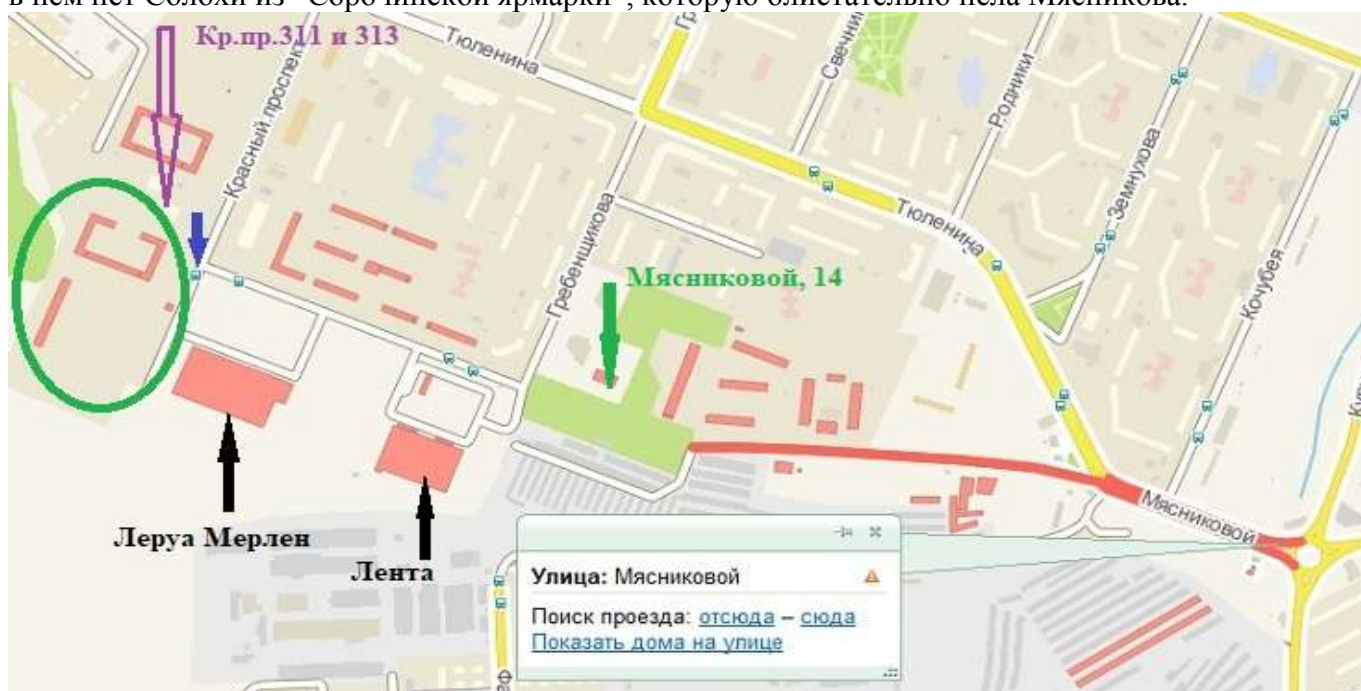 в нем нет Солохи из "Сорочинской ярмарки", которую блистательно пела Мясникова.
Кр.пр.311 и 313
Тюленина
Красный проспект
Гребенщикова
Свечник
Родники
Земнухова
Кочубея
Тюленина
Мясниковой, 14
Мясниковой
Леруа Мерлен
Лента
Улица: Мясниковой
Поиск проезда: отсюда – сюда
Показать дома на улице